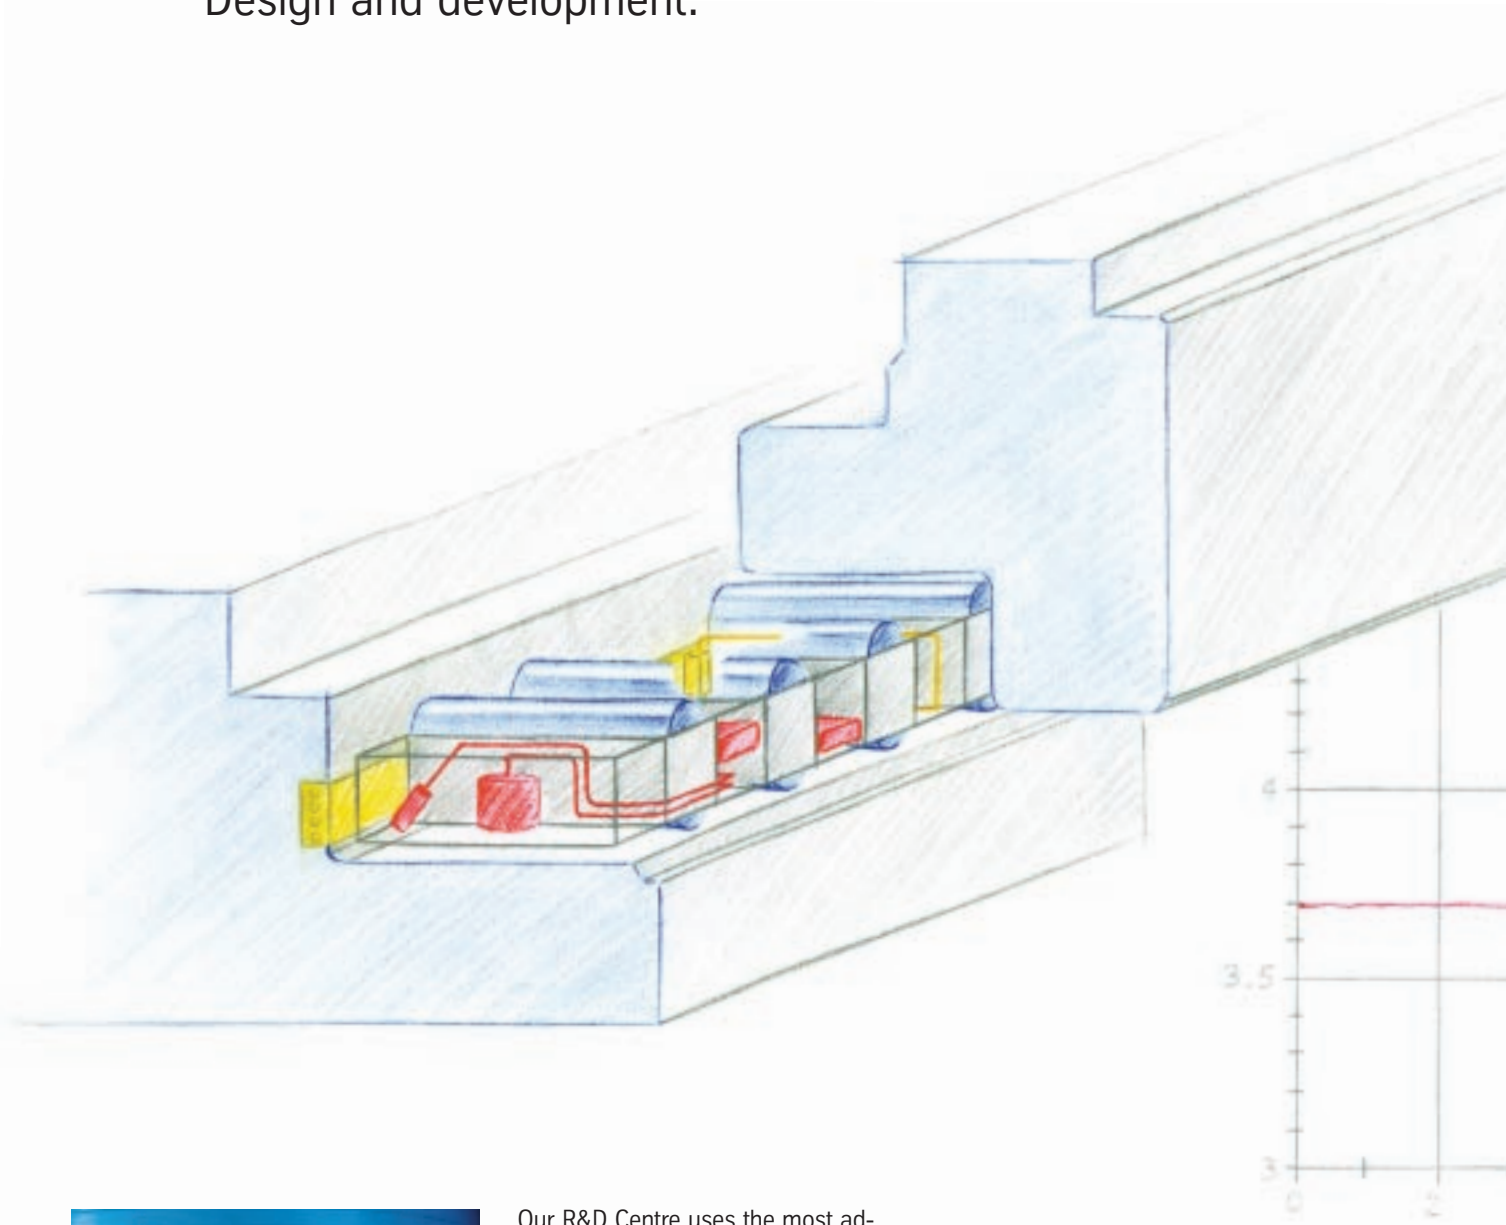 Design and development.
4
3.5
3
0
Our R&D Centre uses the most ad-